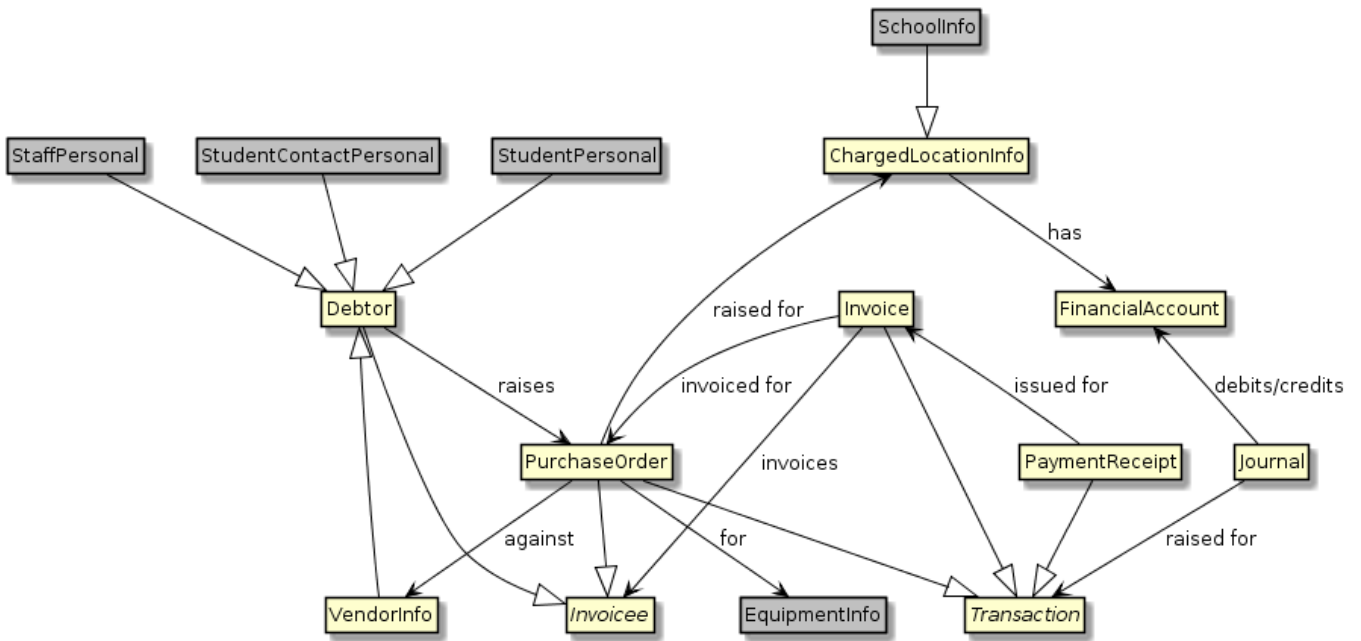 SchoolInfo
StaffPersonal
StudentContactPersonal
StudentPersonal
ChargedLocationInfo
has
Debtor
raised for
Invoice
FinancialAccount
raises
invoiced for
issued for
debits/credits
PurchaseOrder
invoices
PaymentReceipt
Journal
against
for
raised for
VendorInfo
Invoicee
EquipmentInfo
Transaction